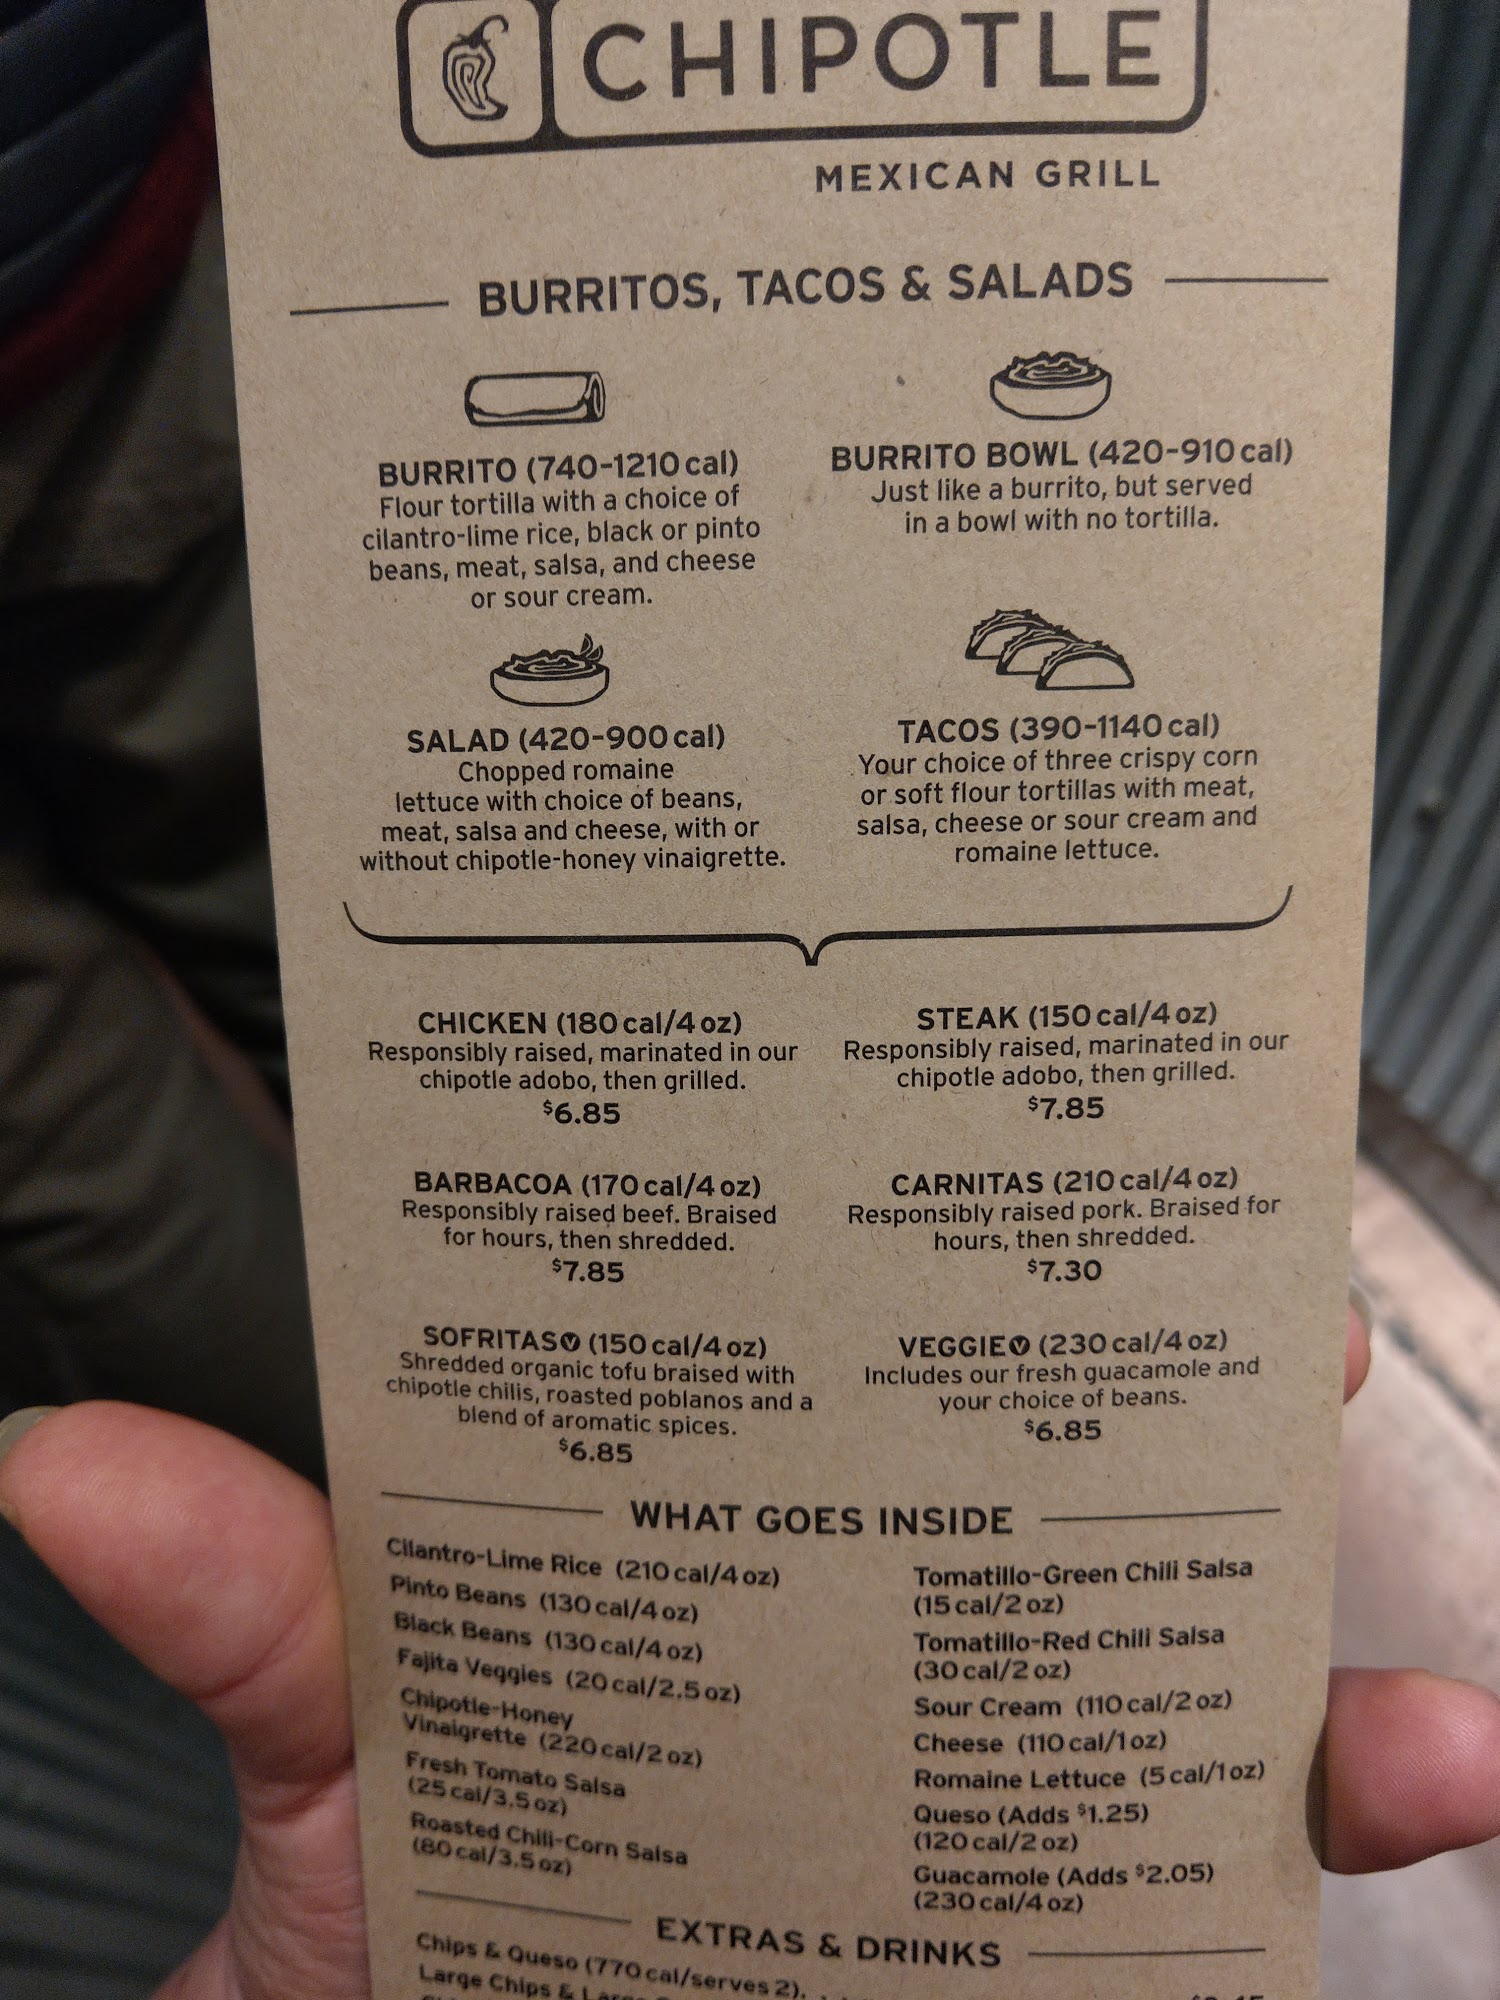 CHIPOTLE
MEXICAN GRILL
BURRITOS, TACOS & SALADS
BURRITO (740-1210 cal)
Flour tortilla with a choice of
cilantro-lime rice, black or pinto
beans, meat, salsa, and cheese
or sour cream.
BURRITO BOWL (420-910 cal)
Just like a burrito, but served
in a bowl with no tortilla.
SALAD (420-900 cal)
Chopped romaine
lettuce with choice of beans,
meat, salsa and cheese, with or
without chipotle-honey vinaigrette.
TACOS (390-1140 cal)
Your choice of three crispy corn
or soft flour tortillas with meat,
salsa, cheese or sour cream and
romaine lettuce.
CHICKEN (180 cal/4 oz)
Responsibly raised, marinated in our
chipotle adobo, then grilled.
$6.85
STEAK (150 cal/4 oz)
Responsibly raised, marinated in our
chipotle adobo, then grilled.
$7.85
BARBACOA (170 cal/4 oz)
Responsibly raised beef. Braised
for hours, then shredded.
$7.85
CARNITAS (210 cal/4 oz)
Responsibly raised pork. Braised for
hours, then shredded.
$7.30
SOFRITAS V (150 cal/4 oz)
Shredded organic tofu braised with
chipotle chilis, roasted poblanos and a
blend of aromatic spices.
$6.85
VEGGIE V (230 cal/4 oz)
Includes our fresh guacamole and
your choice of beans.
$6.85
WHAT GOES INSIDE
Cilantro-Lime Rice (210 cal/4 oz)
Pinto Beans (130 cal/4 oz)
Black Beans (130 cal/4 oz)
Fajita Veggies (20 cal/2.5 oz)
Chipotle-Honey
Vinaigrette (220 cal/2 oz)
Fresh Tomato Salsa
(25 cal/3.5 oz)
Roasted Chili-Corn Salsa
(80 cal/3.5 oz)
Tomatillo-Green Chili Salsa
(15 cal/2 oz)
Tomatillo-Red Chili Salsa
(30 cal/2 oz)
Sour Cream (110 cal/2 oz)
Cheese (110 cal/1 oz)
Romaine Lettuce (5 cal/1 oz)
Queso (Adds $1.25)
(120 cal/2 oz)
Guacamole (Adds $2.05)
(230 cal/4 oz)
EXTRAS & DRINKS
Chips & Queso (770 cal/serves 2)
Large Chips &